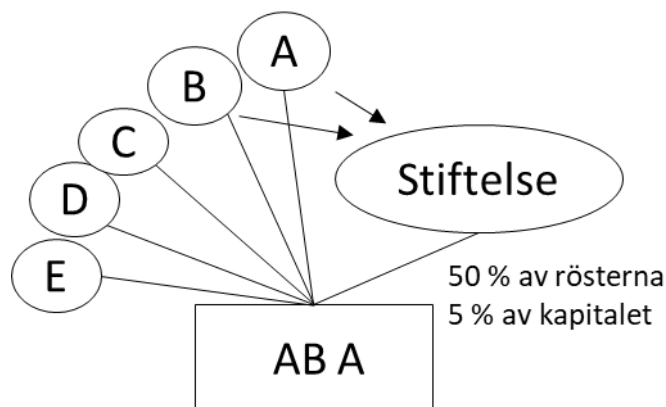 A
B
C
D
E
Stiftelse
50 % av rösterna
5 % av kapitalet
AB A